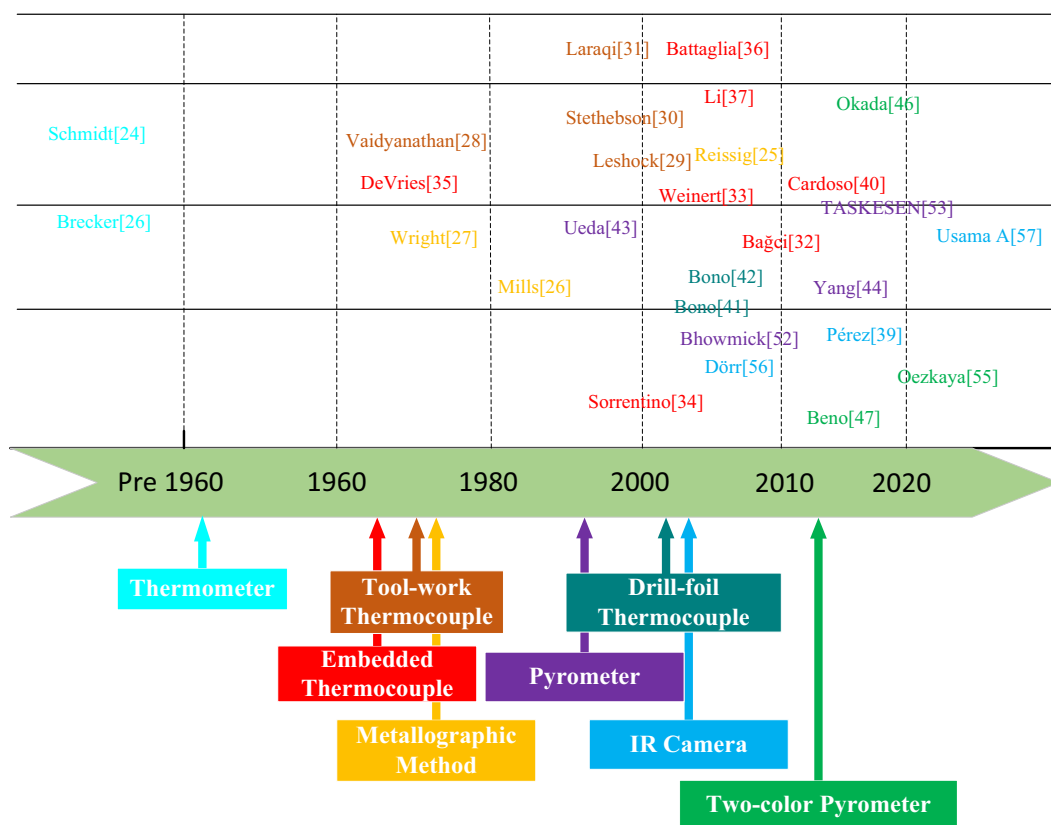 Laraqi[31] Battaglia[36]
Li[37]
Okada[46]
Stethebson[30]
Schmidt[24]
Vaidyanathan[28]
Reissig[25]
Leshock[29]
DeVries[35]
Cardoso[40]
Weinert[33]
TASKESEN[53]
Brecker[26]
Ueda[43]
Wright[27]
Usama A[57]
Bağci[32]
Bono[42]
Mills[26]
Yang[44]
Bono[41]
Pérez[39]
Bhowmick[52]
Dörr[56]
Oezkaya[55]
Sorrentino[34]
Beno[47]
Pre 1960 1960 1980 2000 2010 2020
Thermometer
Tool-work
Thermocouple
Drill-foil
Thermocouple
Embedded
Thermocouple
Pyrometer
Metallographic
Method
IR Camera
Two-color Pyrometer